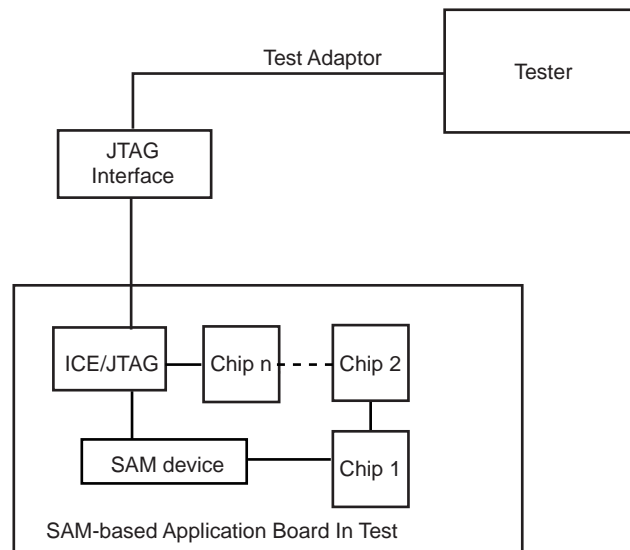 Test Adaptor
Tester
JTAG
Interface
ICE/JTAG
Chip n
Chip 2
SAM device
Chip 1
SAM-based Application Board In Test